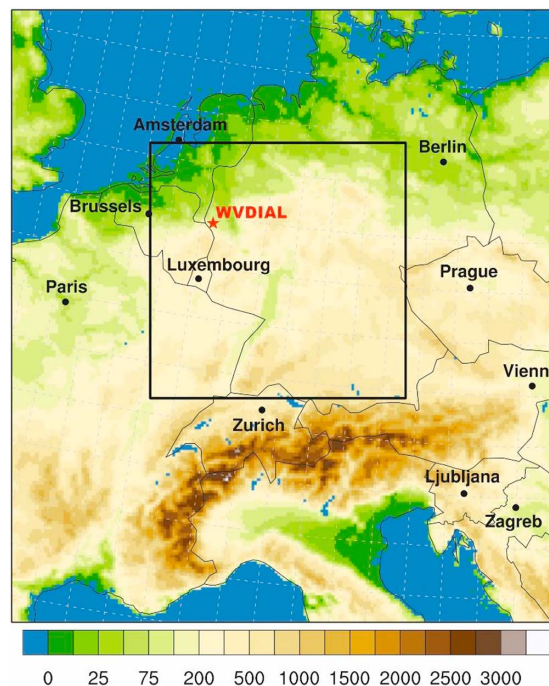 Amsterdam
Berlin
Brussels
WVDIAL
Luxembourg
Prague
Paris
Vienn
Zurich
Ljubljana
Zagreb
0 25 75 200 500 1000 1500 2000 2500 3000